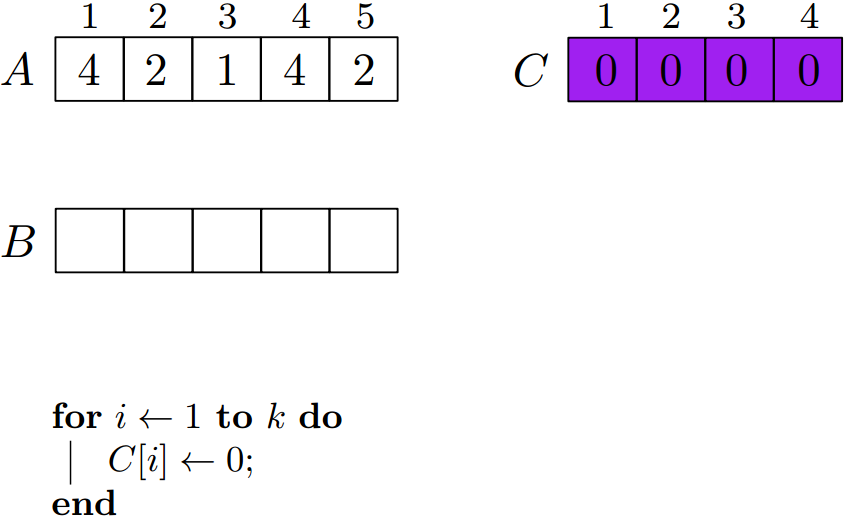 1 2 3 4 5
A 4 2 1 4 2
1 2 3 4
C 0 0 0 0
B
for i ← 1 to k do
C[i] ← 0;
end